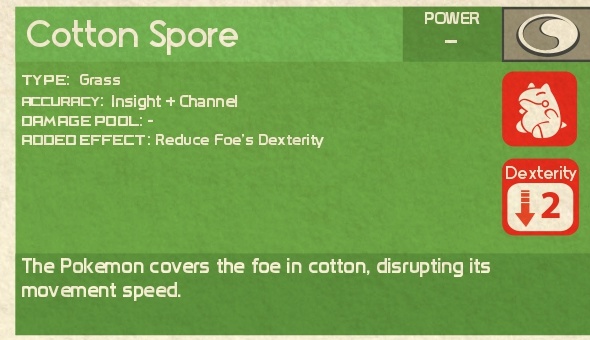 Cotton Spore
POWER
–
TYPE: Grass
ACCURACY: Insight + Channel
DAMAGE POOL: -
ADDED EFFECT: Reduce Foe's Dexterity
Dexterity
2
The Pokemon covers the foe in cotton, disrupting its
movement speed.